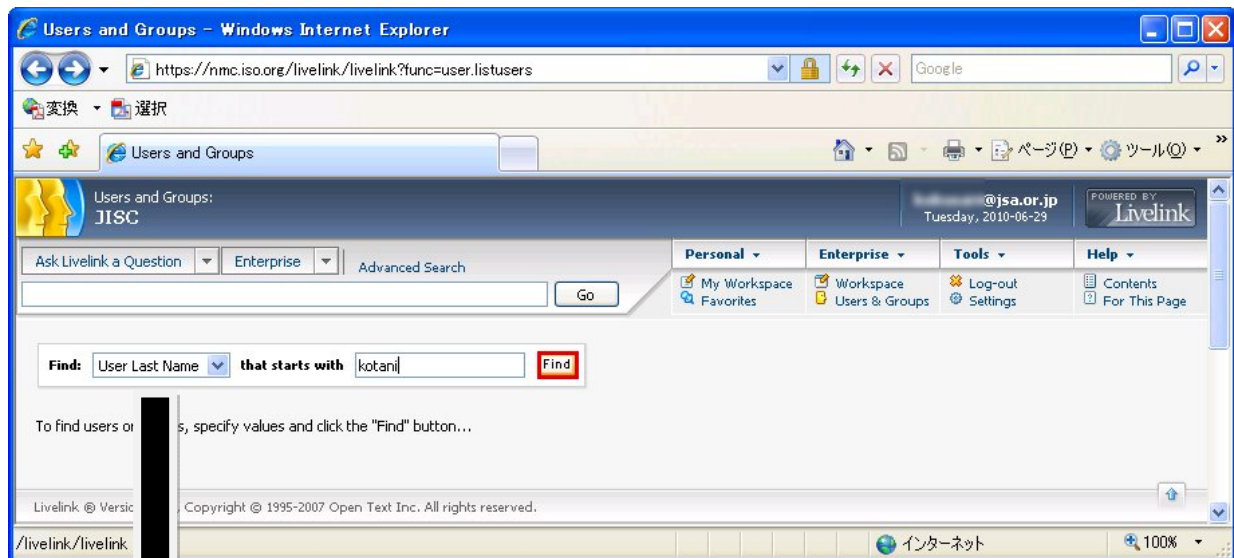 Users and Groups - Windows Internet Explorer
https://nmc.iso.org/livelink/livelink?func=user.listusers
Google
変換 選択
Users and Groups
ページ(P) ツール(O) »
Users and Groups:
JISC
@jsa.or.jp
Tuesday, 2010-06-29
POWERED BY
Livelink
Ask Livelink a Question Enterprise Advanced Search
Go
Personal Enterprise Tools Help
My Workspace Workspace Log-out Contents
Favorites Users & Groups Settings For This Page
Find: User Last Name that starts with kotani Find
To find users or specify values and click the "Find" button...
Livelink ® Copyright © 1995-2007 Open Text Inc. All rights reserved.
/livelink/livelink インターネット 100%